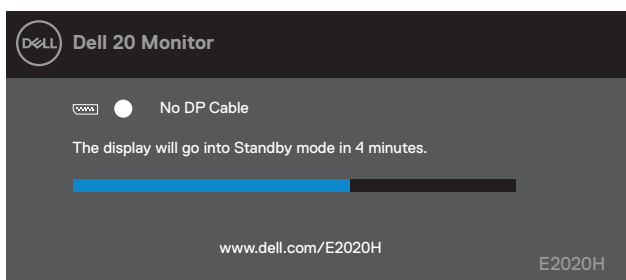 DELL Dell 20 Monitor
No DP Cable
The display will go into Standby mode in 4 minutes.
www.dell.com/E2020H
E2020H